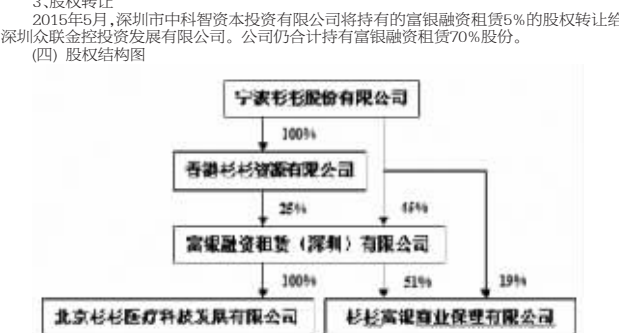 3、股权转让
2015年5月,深圳市中科智资本投资有限公司将持有的富银融资租赁5%的股权转让给
深圳众联金控投资发展有限公司。公司仍合计持有富银融资租赁70%股份。
(四) 股权结构图
宁波杉杉股份有限公司
100%
香港杉杉资源有限公司
25% 45%
富银融资租赁（深圳）有限公司
100% 51% 19%
北京杉杉医疗科技发展有限公司 杉杉富银商业保理有限公司